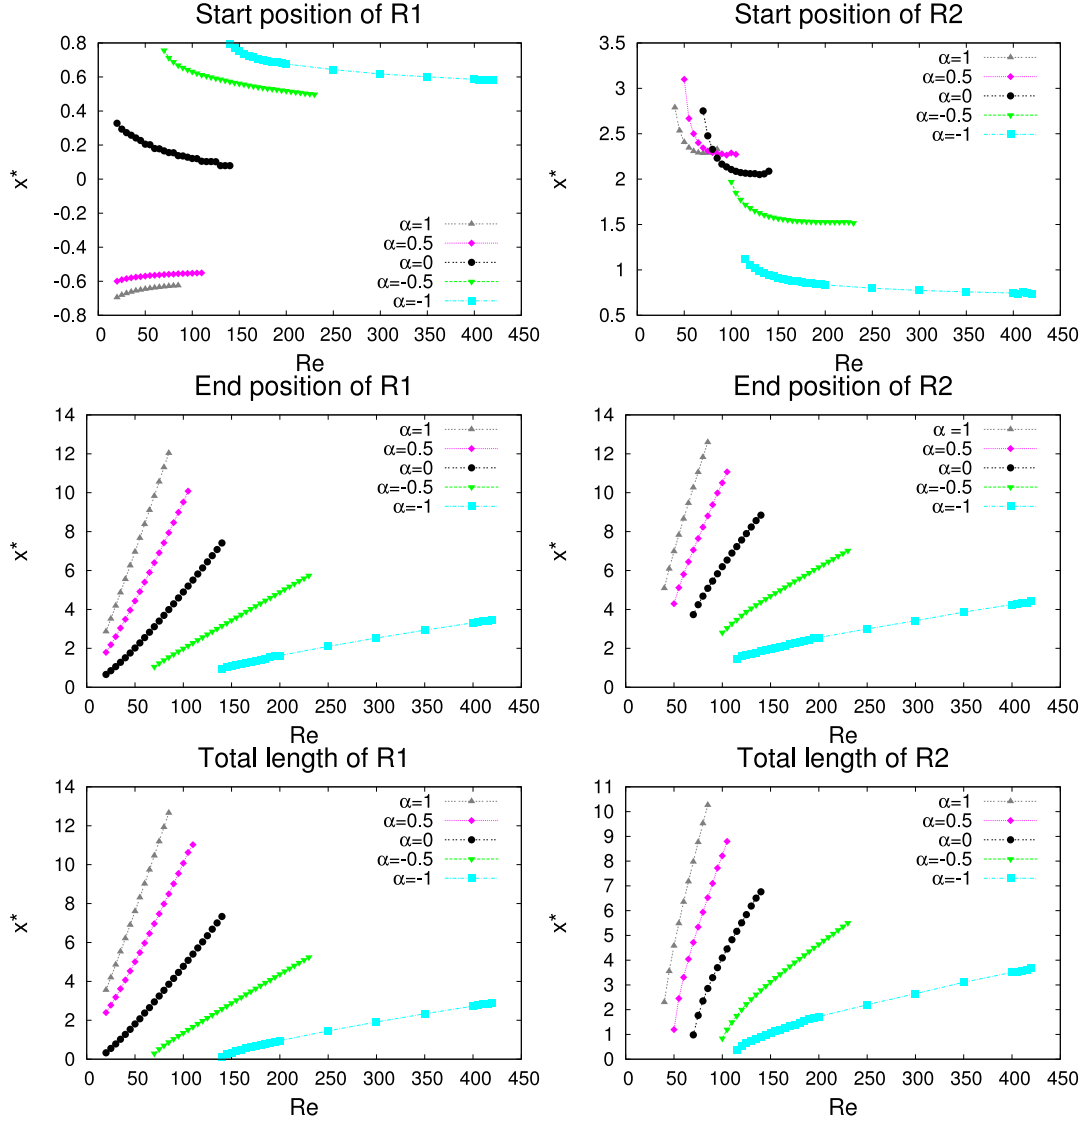 Start position of R1
0.8
0.6
0.4
0.2
0
-0.2
-0.4
-0.6
-0.8
x*
α=1
α=0.5
α=0
α=-0.5
α=-1
0 50 100 150 200 250 300 350 400 450
Re
Start position of R2
3.5
3
2.5
2
1.5
1
0.5
x*
α=1
α=0.5
α=0
α=-0.5
α=-1
0 50 100 150 200 250 300 350 400 450
Re
End position of R1
14
12
10
8
6
4
2
0
x*
α=1
α=0.5
α=0
α=-0.5
α=-1
0 50 100 150 200 250 300 350 400 450
Re
End position of R2
14
12
10
8
6
4
2
0
x*
α =1
α=0.5
α=0
α=-0.5
α=-1
0 50 100 150 200 250 300 350 400 450
Re
Total length of R1
14
12
10
8
6
4
2
0
x*
α=1
α=0.5
α=0
α=-0.5
α=-1
0 50 100 150 200 250 300 350 400 450
Re
Total length of R2
11
10
9
8
7
6
5
4
3
2
1
0
x*
α=1
α=0.5
α=0
α=-0.5
α=-1
0 50 100 150 200 250 300 350 400 450
Re